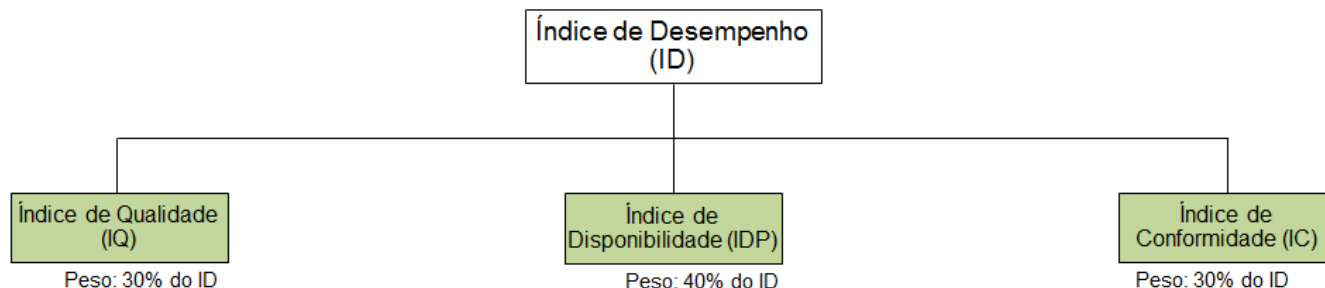 Índice de Desempenho
(ID)
Índice de Qualidade
(IQ)
Peso: 30% do ID
Índice de
Disponibilidade (IDP)
Peso: 40% do ID
Índice de
Conformidade (IC)
Peso: 30% do ID